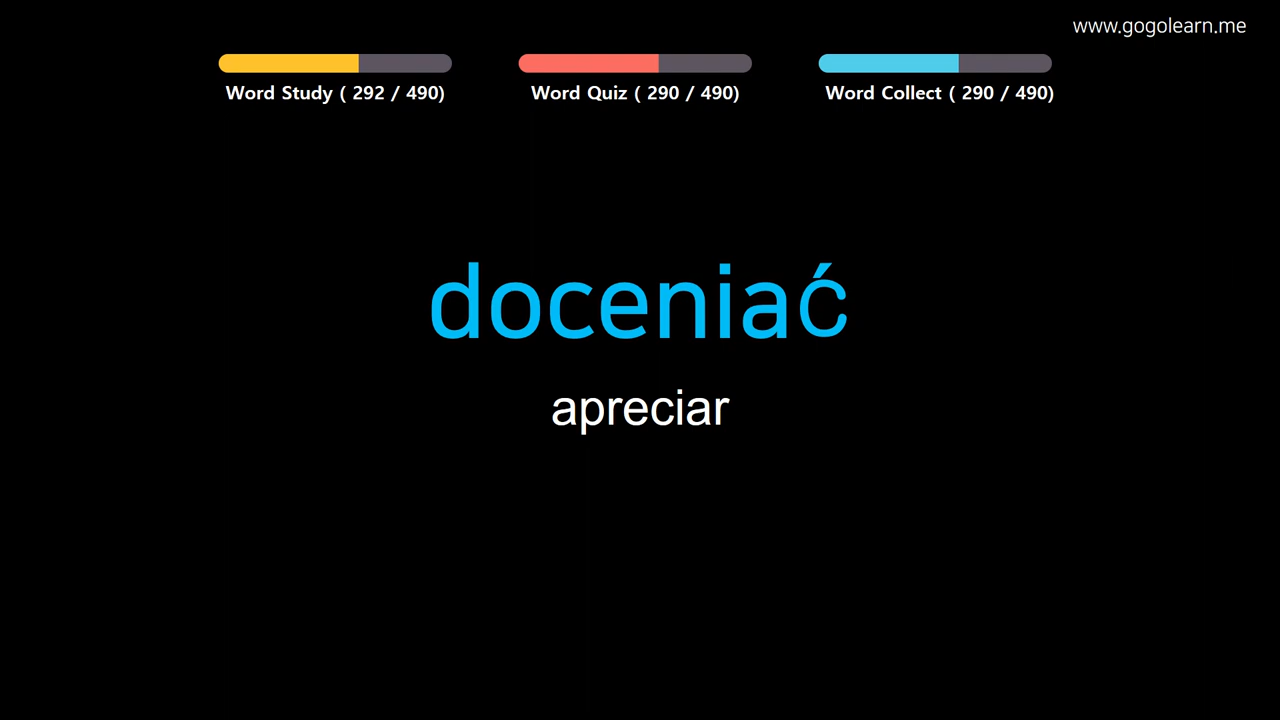 www.gogolearn.me
Word Study ( 292 / 490)
Word Quiz ( 290 / 490)
Word Collect ( 290 / 490)
doceniać
apreciar